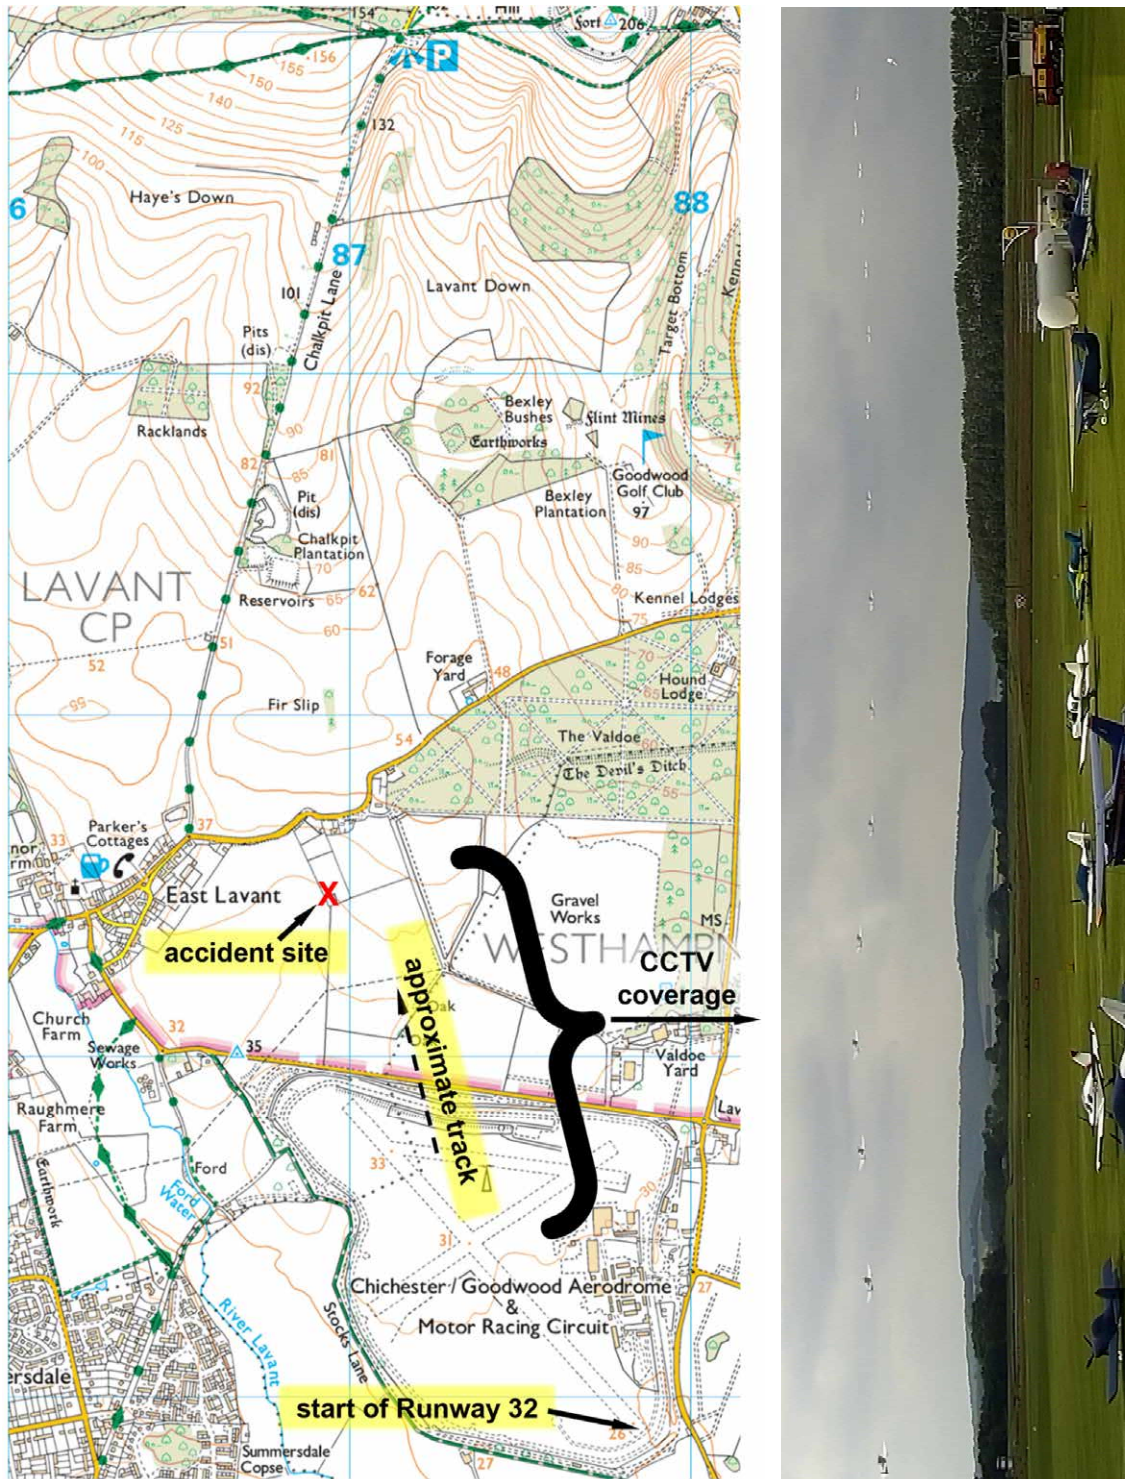 154
Hill
Fort
206
156
155
150
140
P
125
132
115
100
Haye's Down
6
88
87
101
Lavant Down
Chalkpit Lane
Target Bottom
Pits
(dis)
92
Bexley
Bushes
Flint Mines
Earthworks
Racklands
90
81
82
85
Goodwood
Golf Club
97
Pit
(dis)
Bexley
Plantation
Chalkpit
Plantation
70
90
85
LAVANT
CP
Reservoirs
65
62
60
80
Kennel Lodges
75
51
52
Forage
Yard
48
70
Hound
Lodge
65
55
Fir Slip
54
The Valdoe
60
The Devil's Ditch
55
33
Parker's
Cottages
37
East Lavant
X
accident site
Gravel
Works
MS
WESTHAMPN
CCTV
coverage
approximate track
Oak
Church
Farm
32
Sewage
Works
35
Valdoe
Yard
Lav
Raughmere
Farm
Earthwork
Ford
Ford
Water
33
30
31
Chichester / Goodwood Aerodrome
&
Motor Racing Circuit
27
River Lavant
Stocks Lane
ersdale
start of Runway 32
26
Summersdale
Copse
27